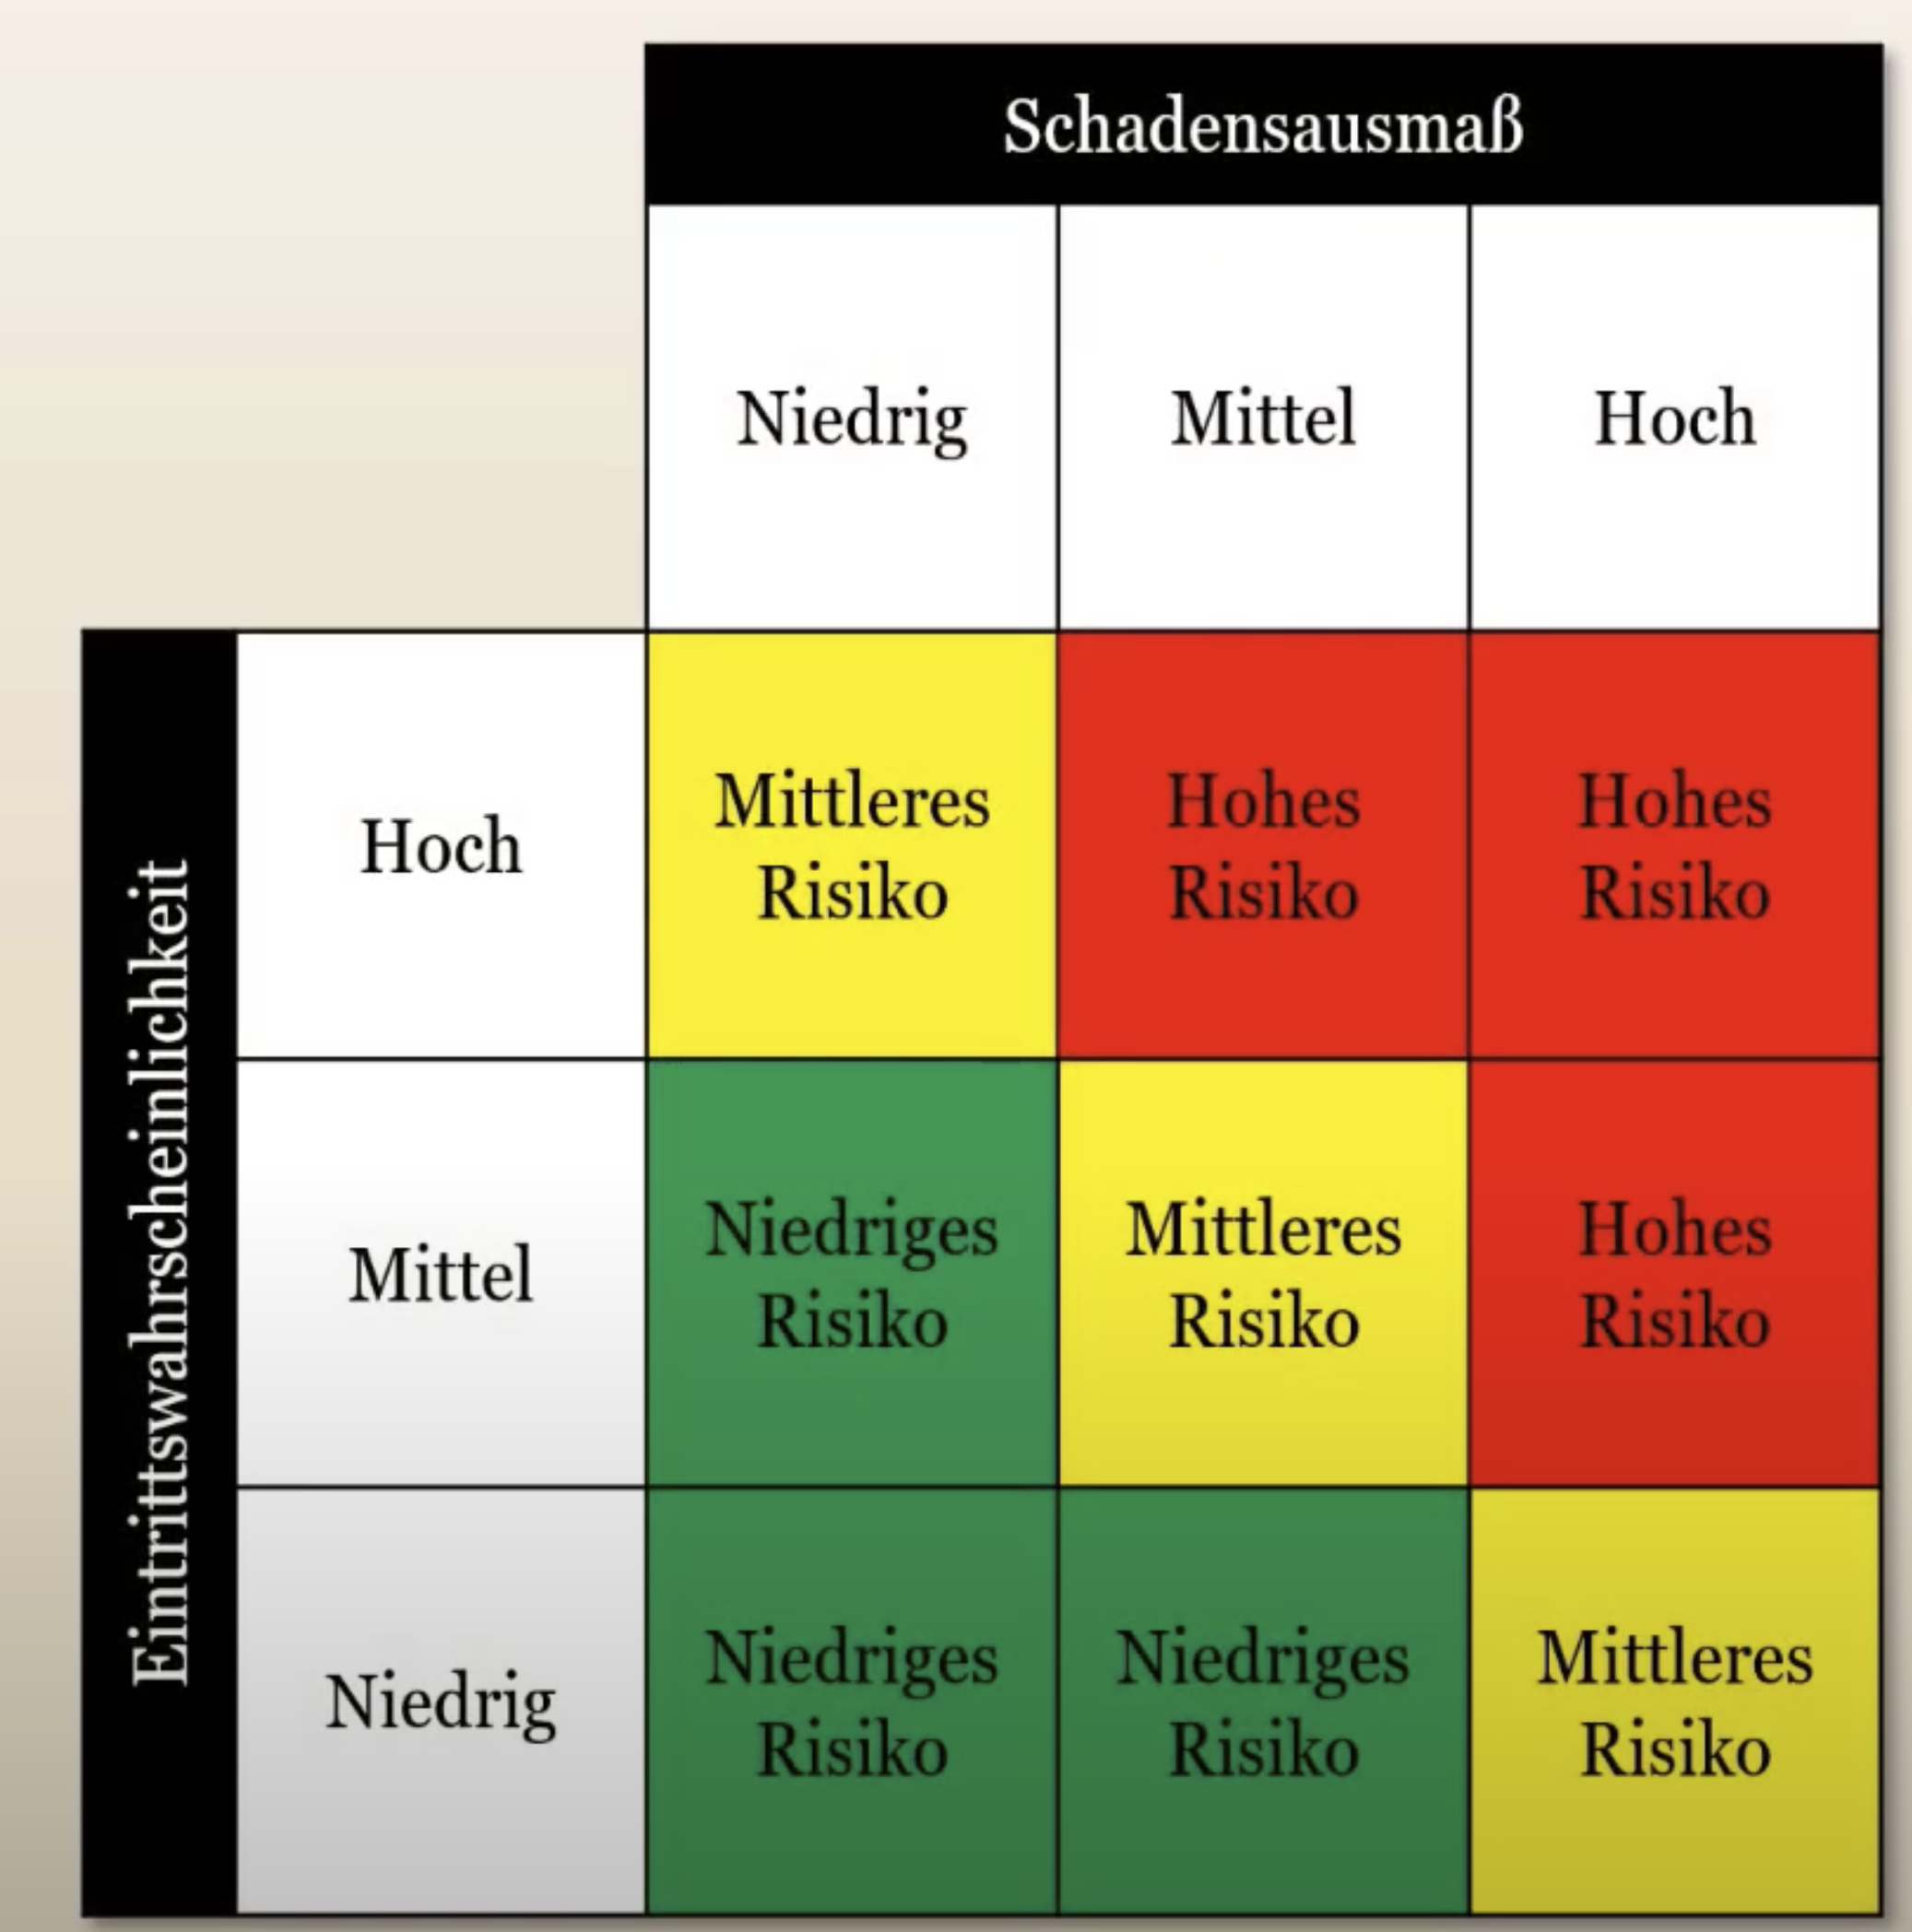 Schadensausmaß
Niedrig
Mittel
Hoch
Eintrittswahrscheinlichkeit
Hoch
Mittleres
Risiko
Hohes
Risiko
Hohes
Risiko
Mittel
Niedriges
Risiko
Mittleres
Risiko
Hohes
Risiko
Niedrig
Niedriges
Risiko
Niedriges
Risiko
Mittleres
Risiko